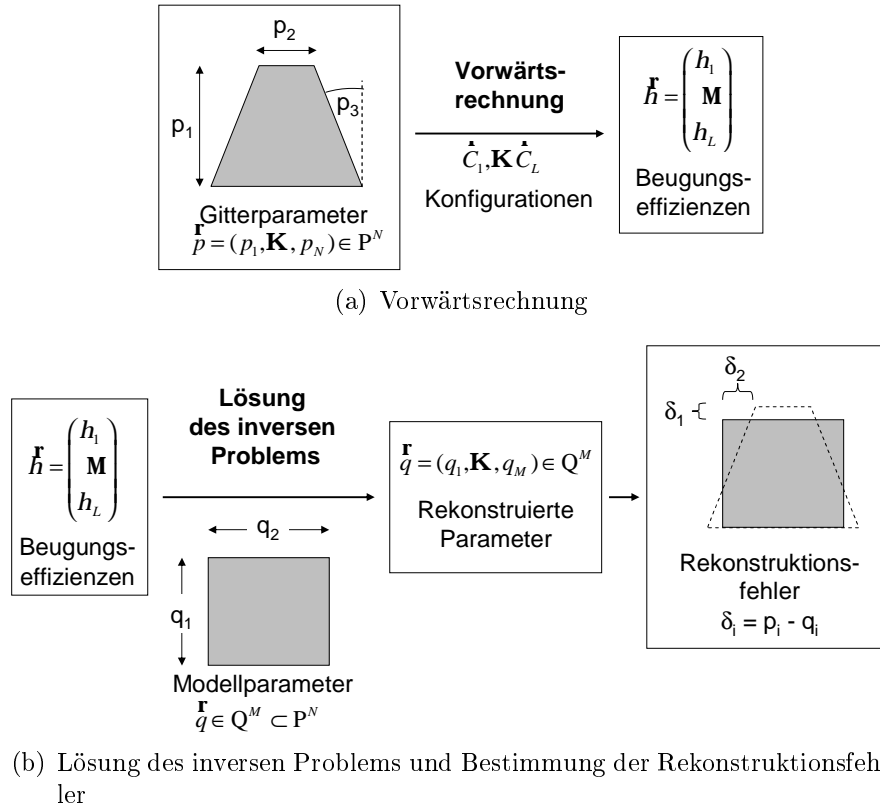 p2
p1
p3
Gitterparameter
r
p = (p1,K, pN) ∈ P^N
Vorwärts-
rechnung
C1,K CL
Konfigurationen
r
h = (h1
M
hL)
Beugungs-
effizienzen
(a) Vorwärtsrechnung
r
h = (h1
M
hL)
Beugungs-
effizienzen
Lösung
des inversen
Problems
q2
q1
Modellparameter
r
q ∈ Q^M ⊂ P^N
r
q = (q1,K, qM) ∈ Q^M
Rekonstruierte
Parameter
δ2
δ1
Rekonstruktions-
fehler
δi = pi - qi
(b) Lösung des inversen Problems und Bestimmung der Rekonstruktionsfeh
ler